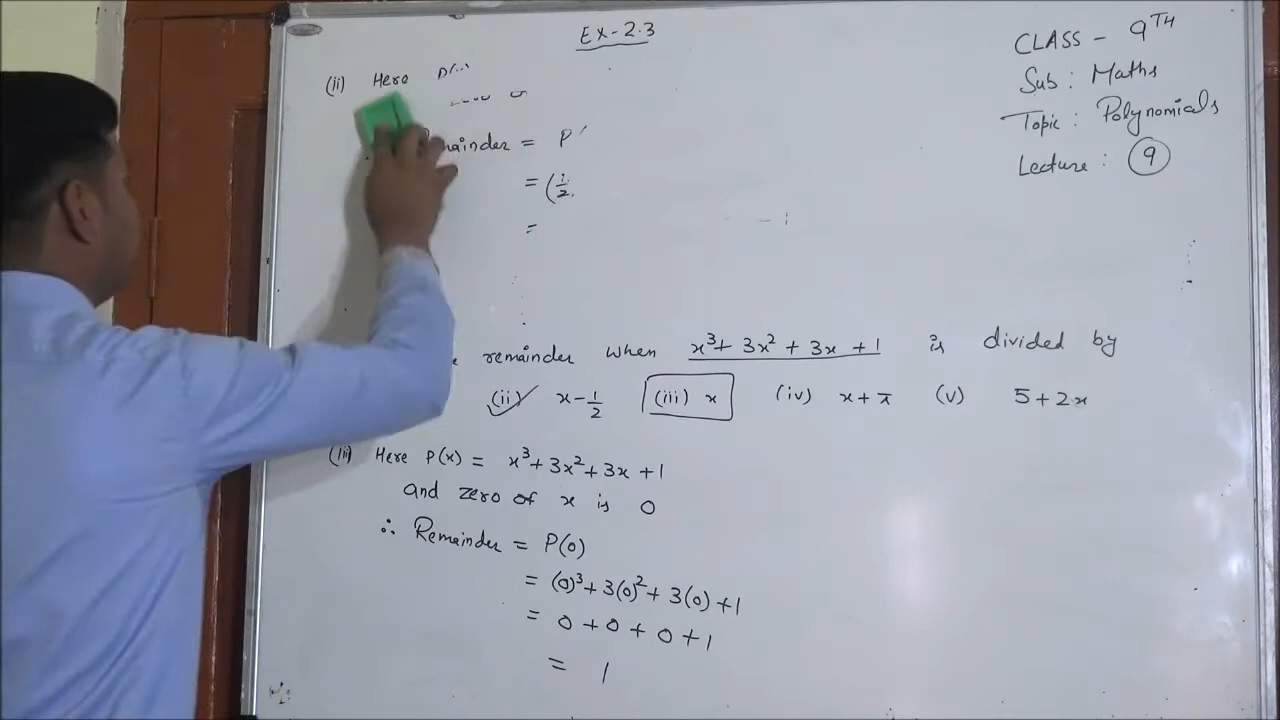 EX-2.3
CLASS - 9TH
Sub : Maths
Topic : Polynomials
Lecture : 9
(ii) Here
= P
= (1/2
=
remainder when x³+ 3x² + 3x + 1 is divided by
(ii) x - 1/2 (iii) x (iv) x + π (v) 5 + 2x
(iii) Here P(x) = x³ + 3x² + 3x + 1
and zero of x is 0
∴ Remainder = P(0)
= (0)³ + 3(0)² + 3(0) + 1
= 0 + 0 + 0 + 1
= 1